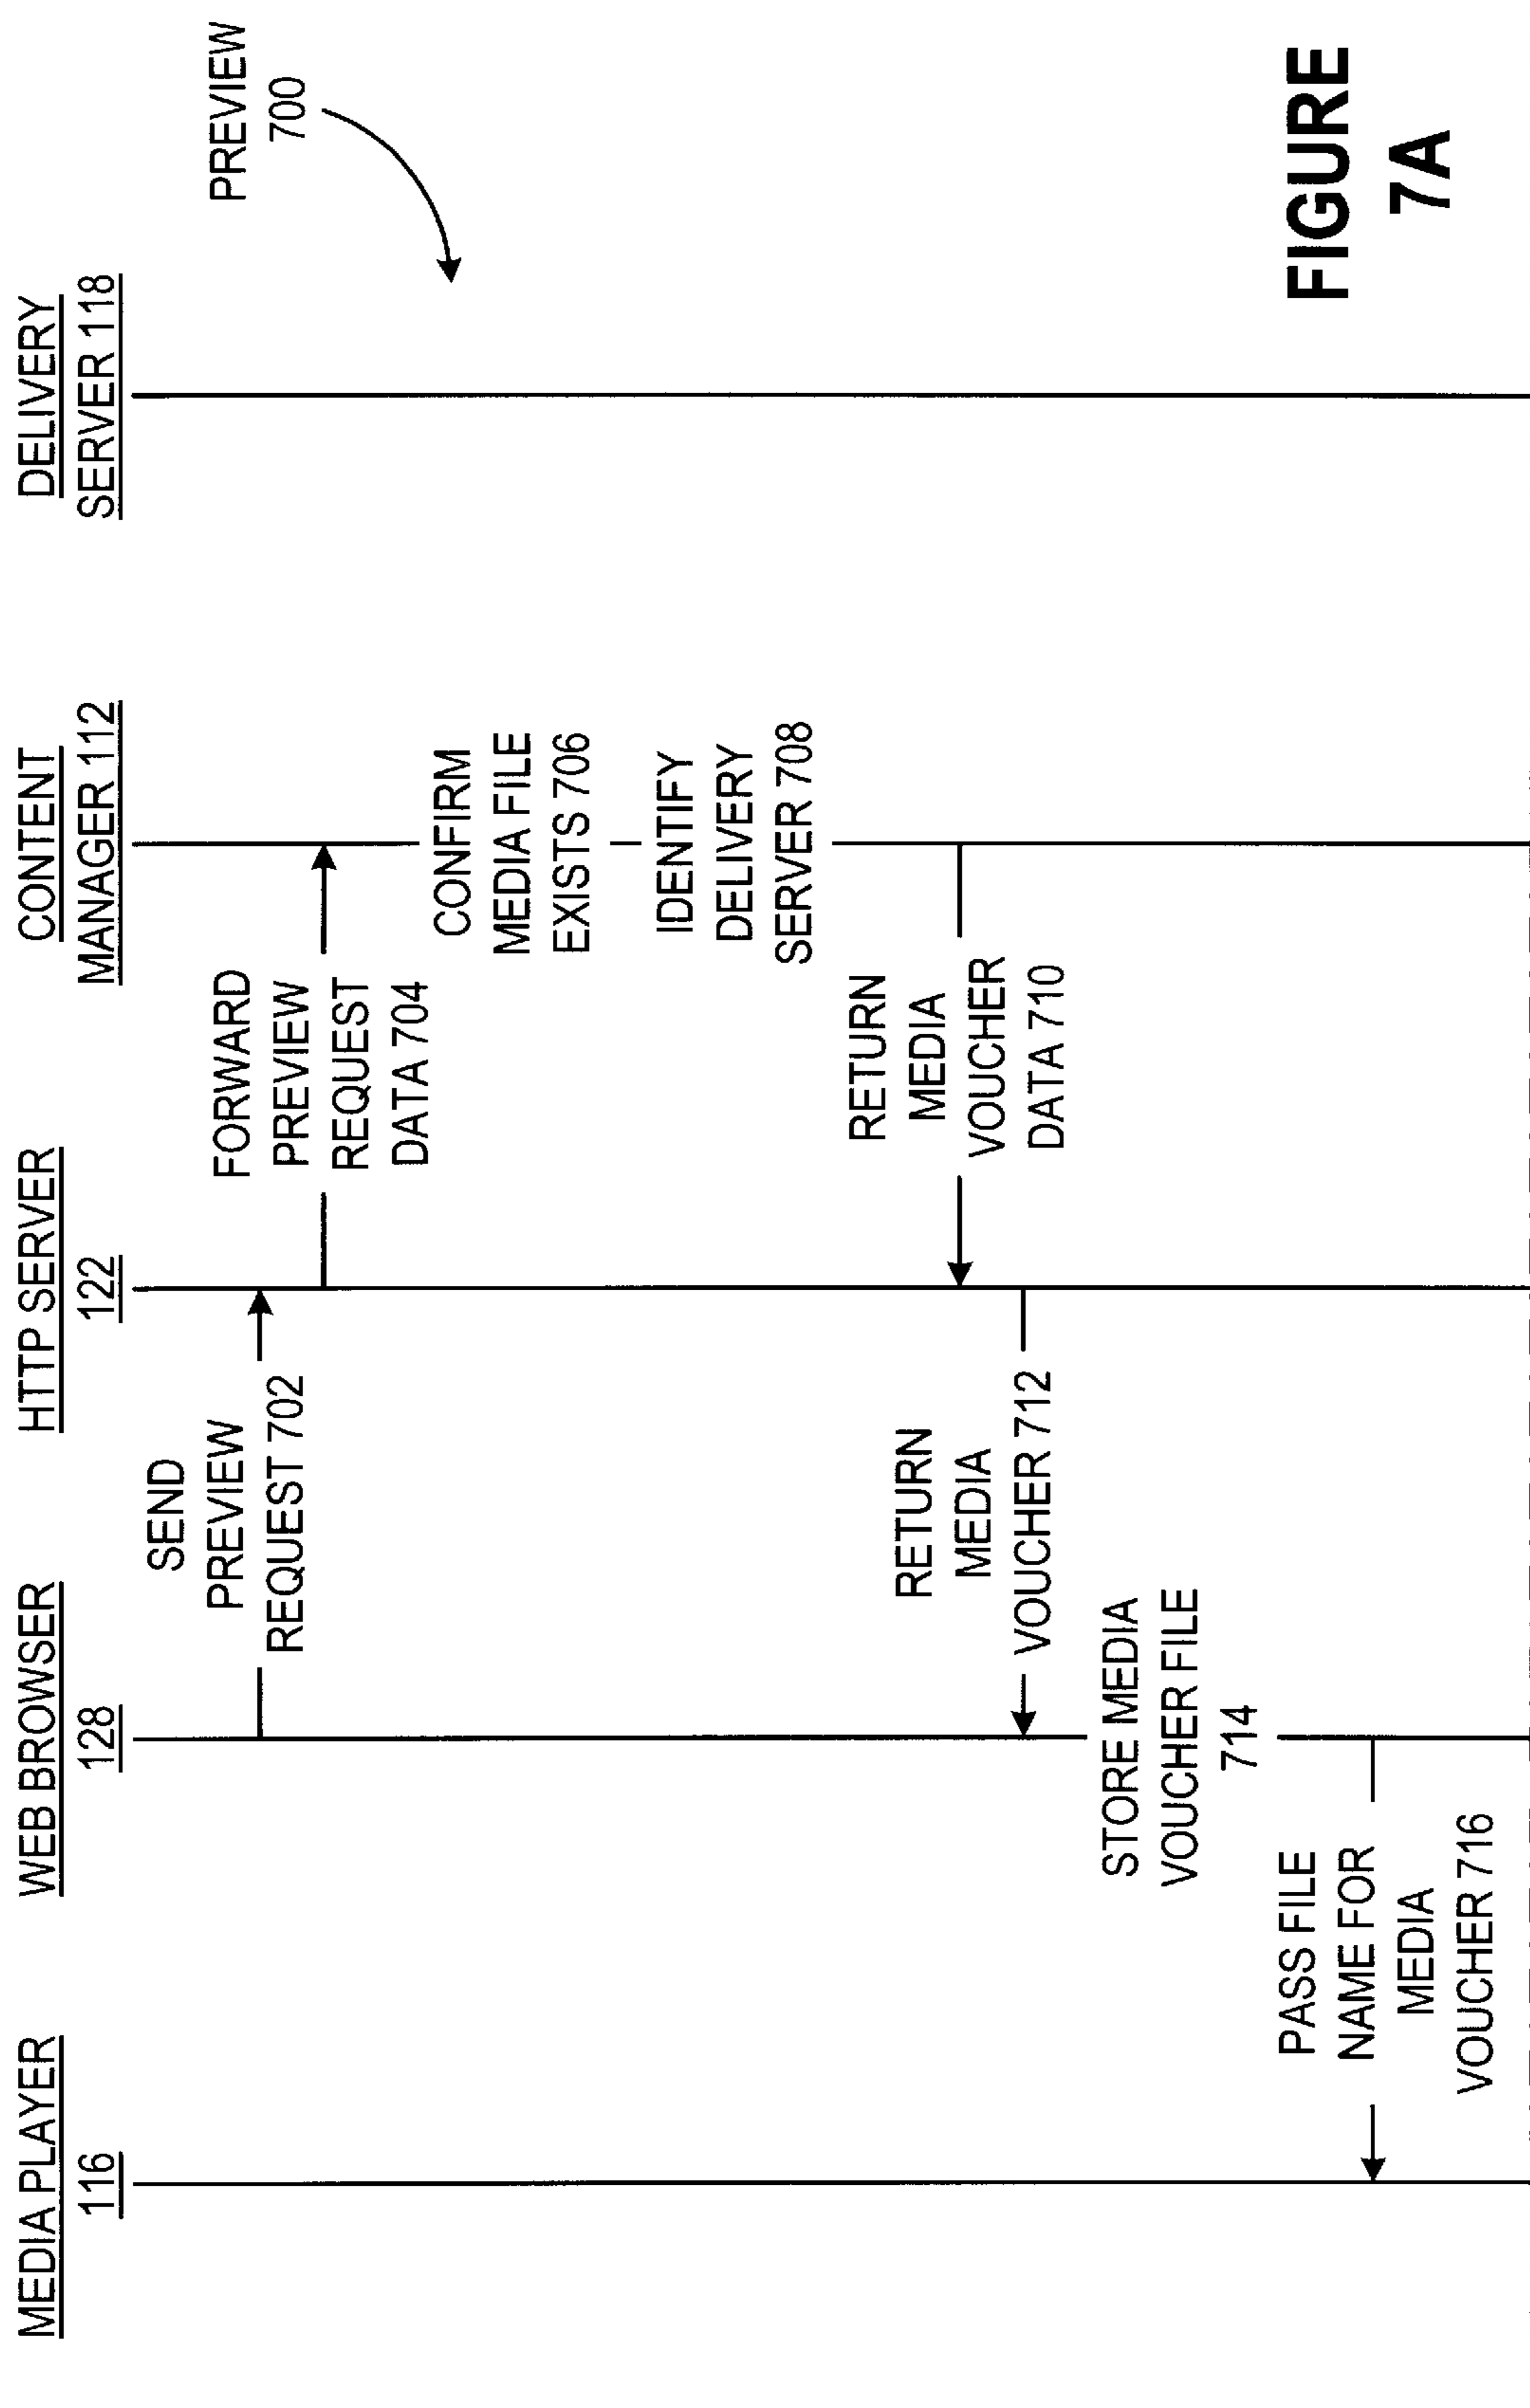 MEDIA PLAYER
116
WEB BROWSER
128
HTTP SERVER
122
CONTENT
MANAGER 112
DELIVERY
SERVER 118
PREVIEW
700
SEND
PREVIEW
REQUEST 702
FORWARD
PREVIEW
REQUEST
DATA 704
CONFIRM
MEDIA FILE
EXISTS 706
IDENTIFY
DELIVERY
SERVER 708
RETURN
MEDIA
VOUCHER
DATA 710
RETURN
MEDIA
VOUCHER 712
STORE MEDIA
VOUCHER FILE
714
PASS FILE
NAME FOR
MEDIA
VOUCHER 716
FIGURE
7A